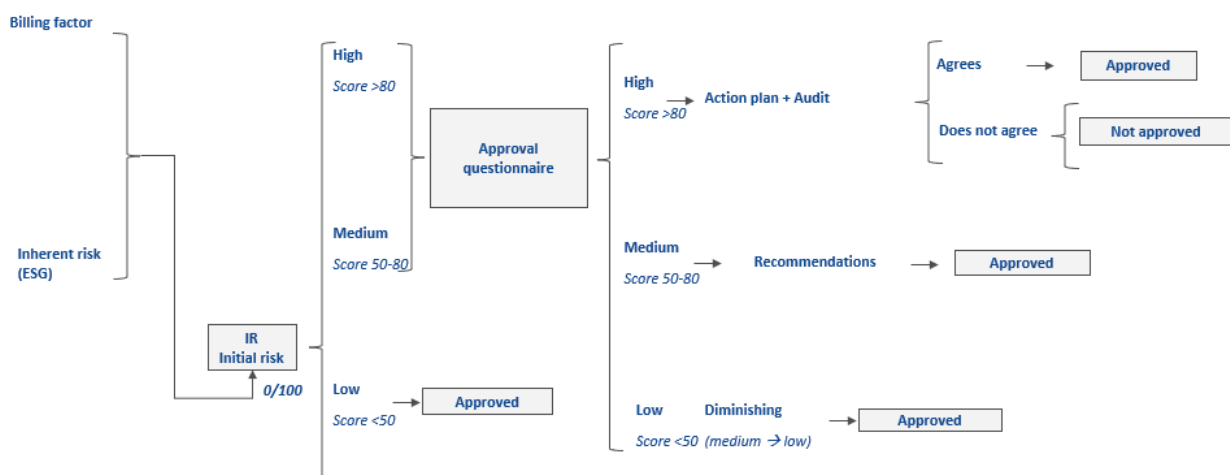 Billing factor
Inherent risk
(ESG)
IR
Initial risk
0/100
High
Score >80
Medium
Score 50-80
Low
Score <50
Approved
Approval
questionnaire
High
Score >80
Action plan + Audit
Agrees
Approved
Does not agree
Not approved
Medium
Score 50-80
Recommendations
Approved
Low
Score <50
Diminishing
(medium → low)
Approved